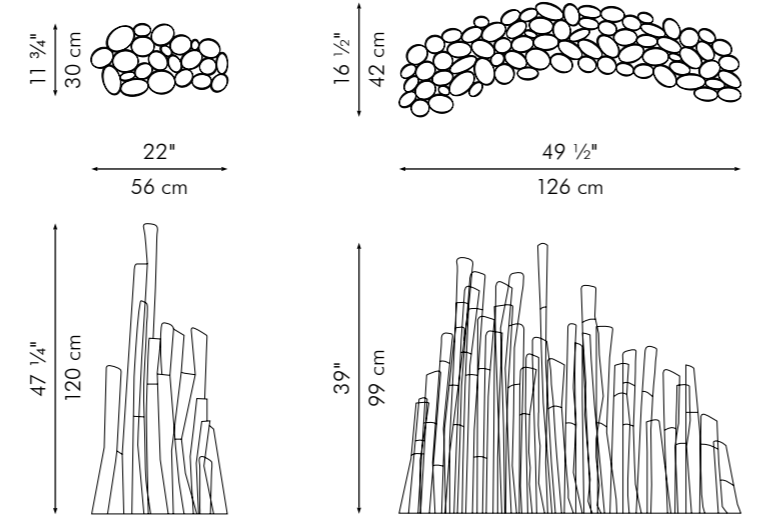 11 ¾"
30 cm
16 ½"
42 cm
22"
56 cm
49 ½"
126 cm
47 ¼"
120 cm
39"
99 cm